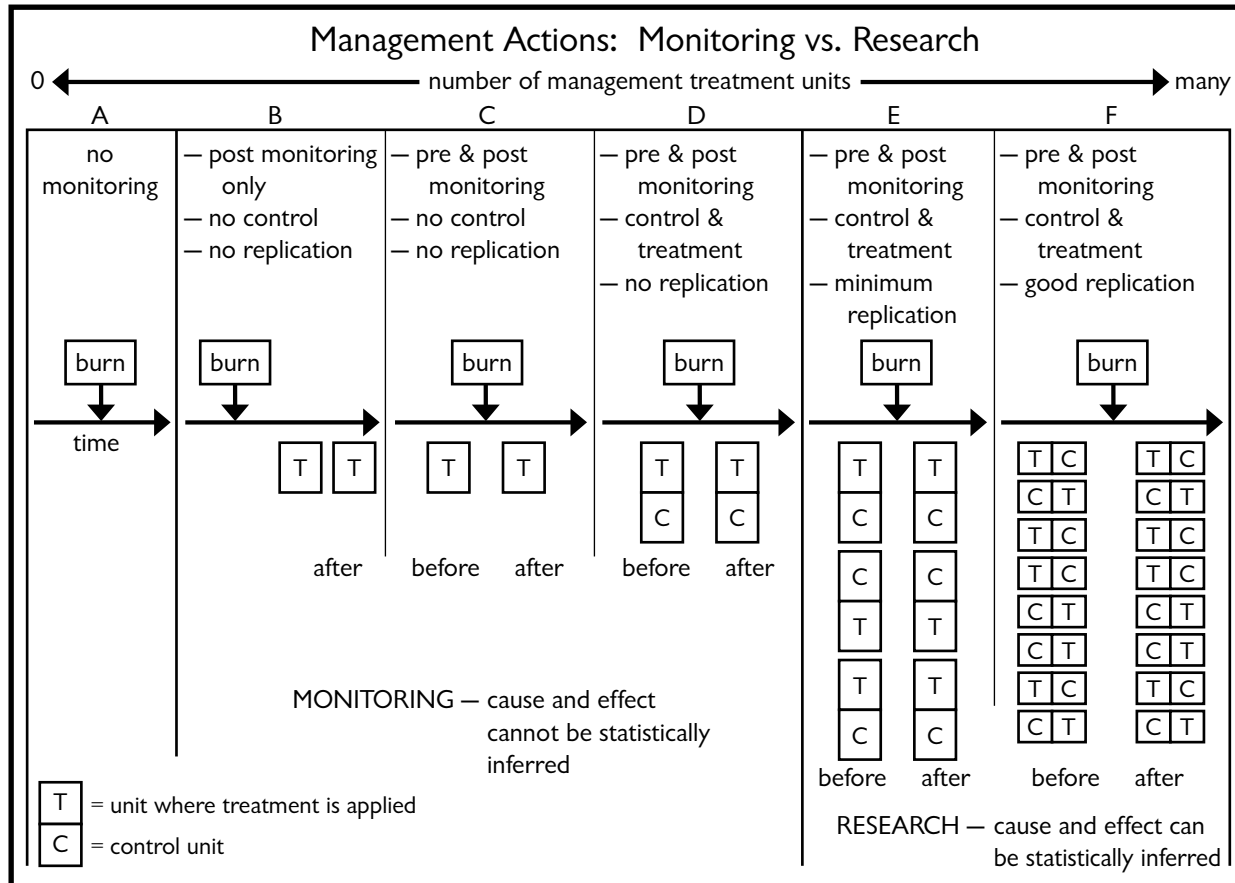 Management Actions: Monitoring vs. Research
0 number of management treatment units many
A B C D E F
no
monitoring
– post monitoring
only
– no control
– no replication
– pre & post
monitoring
– no control
– no replication
– pre & post
monitoring
– control &
treatment
– no replication
– pre & post
monitoring
– control &
treatment
– minimum
replication
– pre & post
monitoring
– control &
treatment
– good replication
burn burn burn burn burn burn
time
T T
after
T T
before after
T T
C C
before after
T T
C C
C C
T T
T T
C C
before after
T C T C
C T C T
T C T C
T C T C
C T C T
C T C T
T C T C
C T C T
before after
MONITORING – cause and effect
cannot be statistically
inferred
T = unit where treatment is applied
C = control unit
RESEARCH – cause and effect can
be statistically inferred